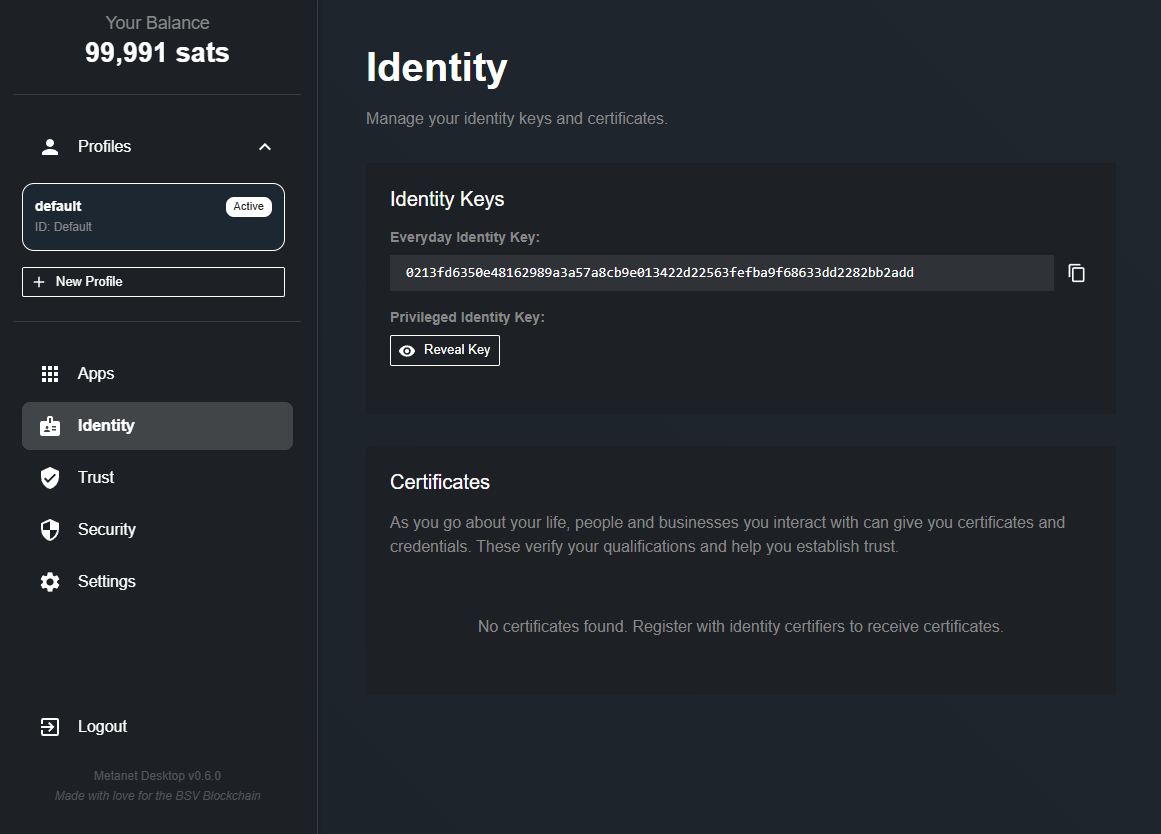 Your Balance
99,991 sats
Profiles
default
Active
ID: Default
New Profile
Apps
Identity
Trust
Security
Settings
Logout
Metanet Desktop v0.6.0
Made with love for the BSV Blockchain
Identity
Manage your identity keys and certificates.
Identity Keys
Everyday Identity Key:
0213fd6350e48162989a3a57a8cb9e013422d22563fefba9f68633dd2282bb2add
Privileged Identity Key:
Reveal Key
Certificates
As you go about your life, people and businesses you interact with can give you certificates and
credentials. These verify your qualifications and help you establish trust.
No certificates found. Register with identity certifiers to receive certificates.